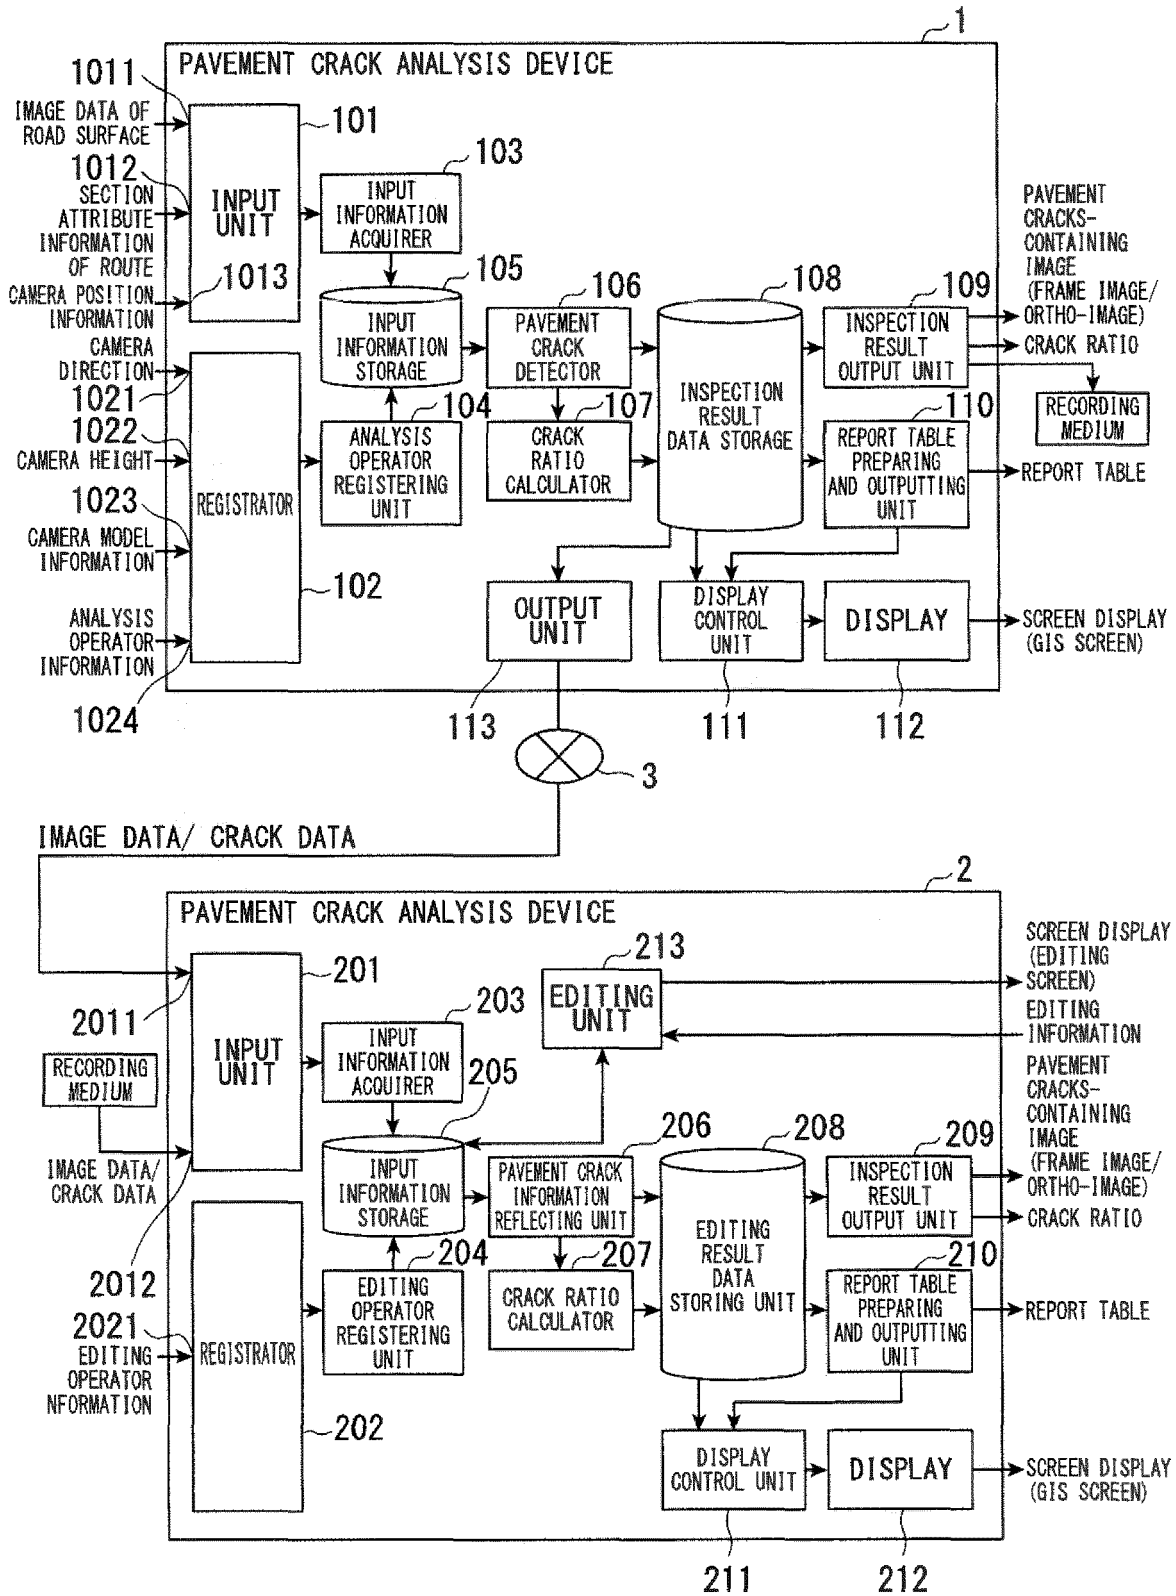 1
PAVEMENT CRACK ANALYSIS DEVICE
1011
IMAGE DATA OF
ROAD SURFACE
1012
SECTION
ATTRIBUTE
INFORMATION
OF ROUTE
1013
CAMERA POSITION
INFORMATION
CAMERA
DIRECTION
1021
1022
CAMERA HEIGHT
1023
CAMERA MODEL
INFORMATION
ANALYSIS
OPERATOR
INFORMATION
1024
101
INPUT
UNIT
REGISTRATOR
102
103
INPUT
INFORMATION
ACQUIRER
105
INPUT
INFORMATION
STORAGE
104
ANALYSIS
OPERATOR
REGISTERING
UNIT
106
PAVEMENT
CRACK
DETECTOR
107
CRACK
RATIO
CALCULATOR
108
INSPECTION
RESULT
DATA STORAGE
109
INSPECTION
RESULT
OUTPUT UNIT
110
REPORT TABLE
PREPARING
AND OUTPUTTING
UNIT
OUTPUT
UNIT
113
DISPLAY
CONTROL
UNIT
111
DISPLAY
112
PAVEMENT
CRACKS-
CONTAINING
IMAGE
(FRAME IMAGE/
ORTHO-IMAGE)
CRACK RATIO
RECORDING
MEDIUM
REPORT TABLE
SCREEN DISPLAY
(GIS SCREEN)
3
IMAGE DATA/ CRACK DATA
2
PAVEMENT CRACK ANALYSIS DEVICE
2011
RECORDING
MEDIUM
IMAGE DATA/
CRACK DATA
2012
2021
EDITING
OPERATOR
NFORMATION
201
INPUT
UNIT
REGISTRATOR
202
203
INPUT
INFORMATION
ACQUIRER
205
INPUT
INFORMATION
STORAGE
204
EDITING
OPERATOR
REGISTERING
UNIT
213
EDITING
UNIT
206
PAVEMENT CRACK
INFORMATION
REFLECTING UNIT
207
CRACK RATIO
CALCULATOR
208
EDITING
RESULT
DATA
STORING UNIT
209
INSPECTION
RESULT
OUTPUT UNIT
210
REPORT TABLE
PREPARING
AND OUTPUTTING
UNIT
DISPLAY
CONTROL UNIT
211
DISPLAY
212
SCREEN DISPLAY
(EDITING
SCREEN)
EDITING
INFORMATION
PAVEMENT
CRACKS-
CONTAINING
IMAGE
(FRAME IMAGE/
ORTHO-IMAGE)
CRACK RATIO
REPORT TABLE
SCREEN DISPLAY
(GIS SCREEN)